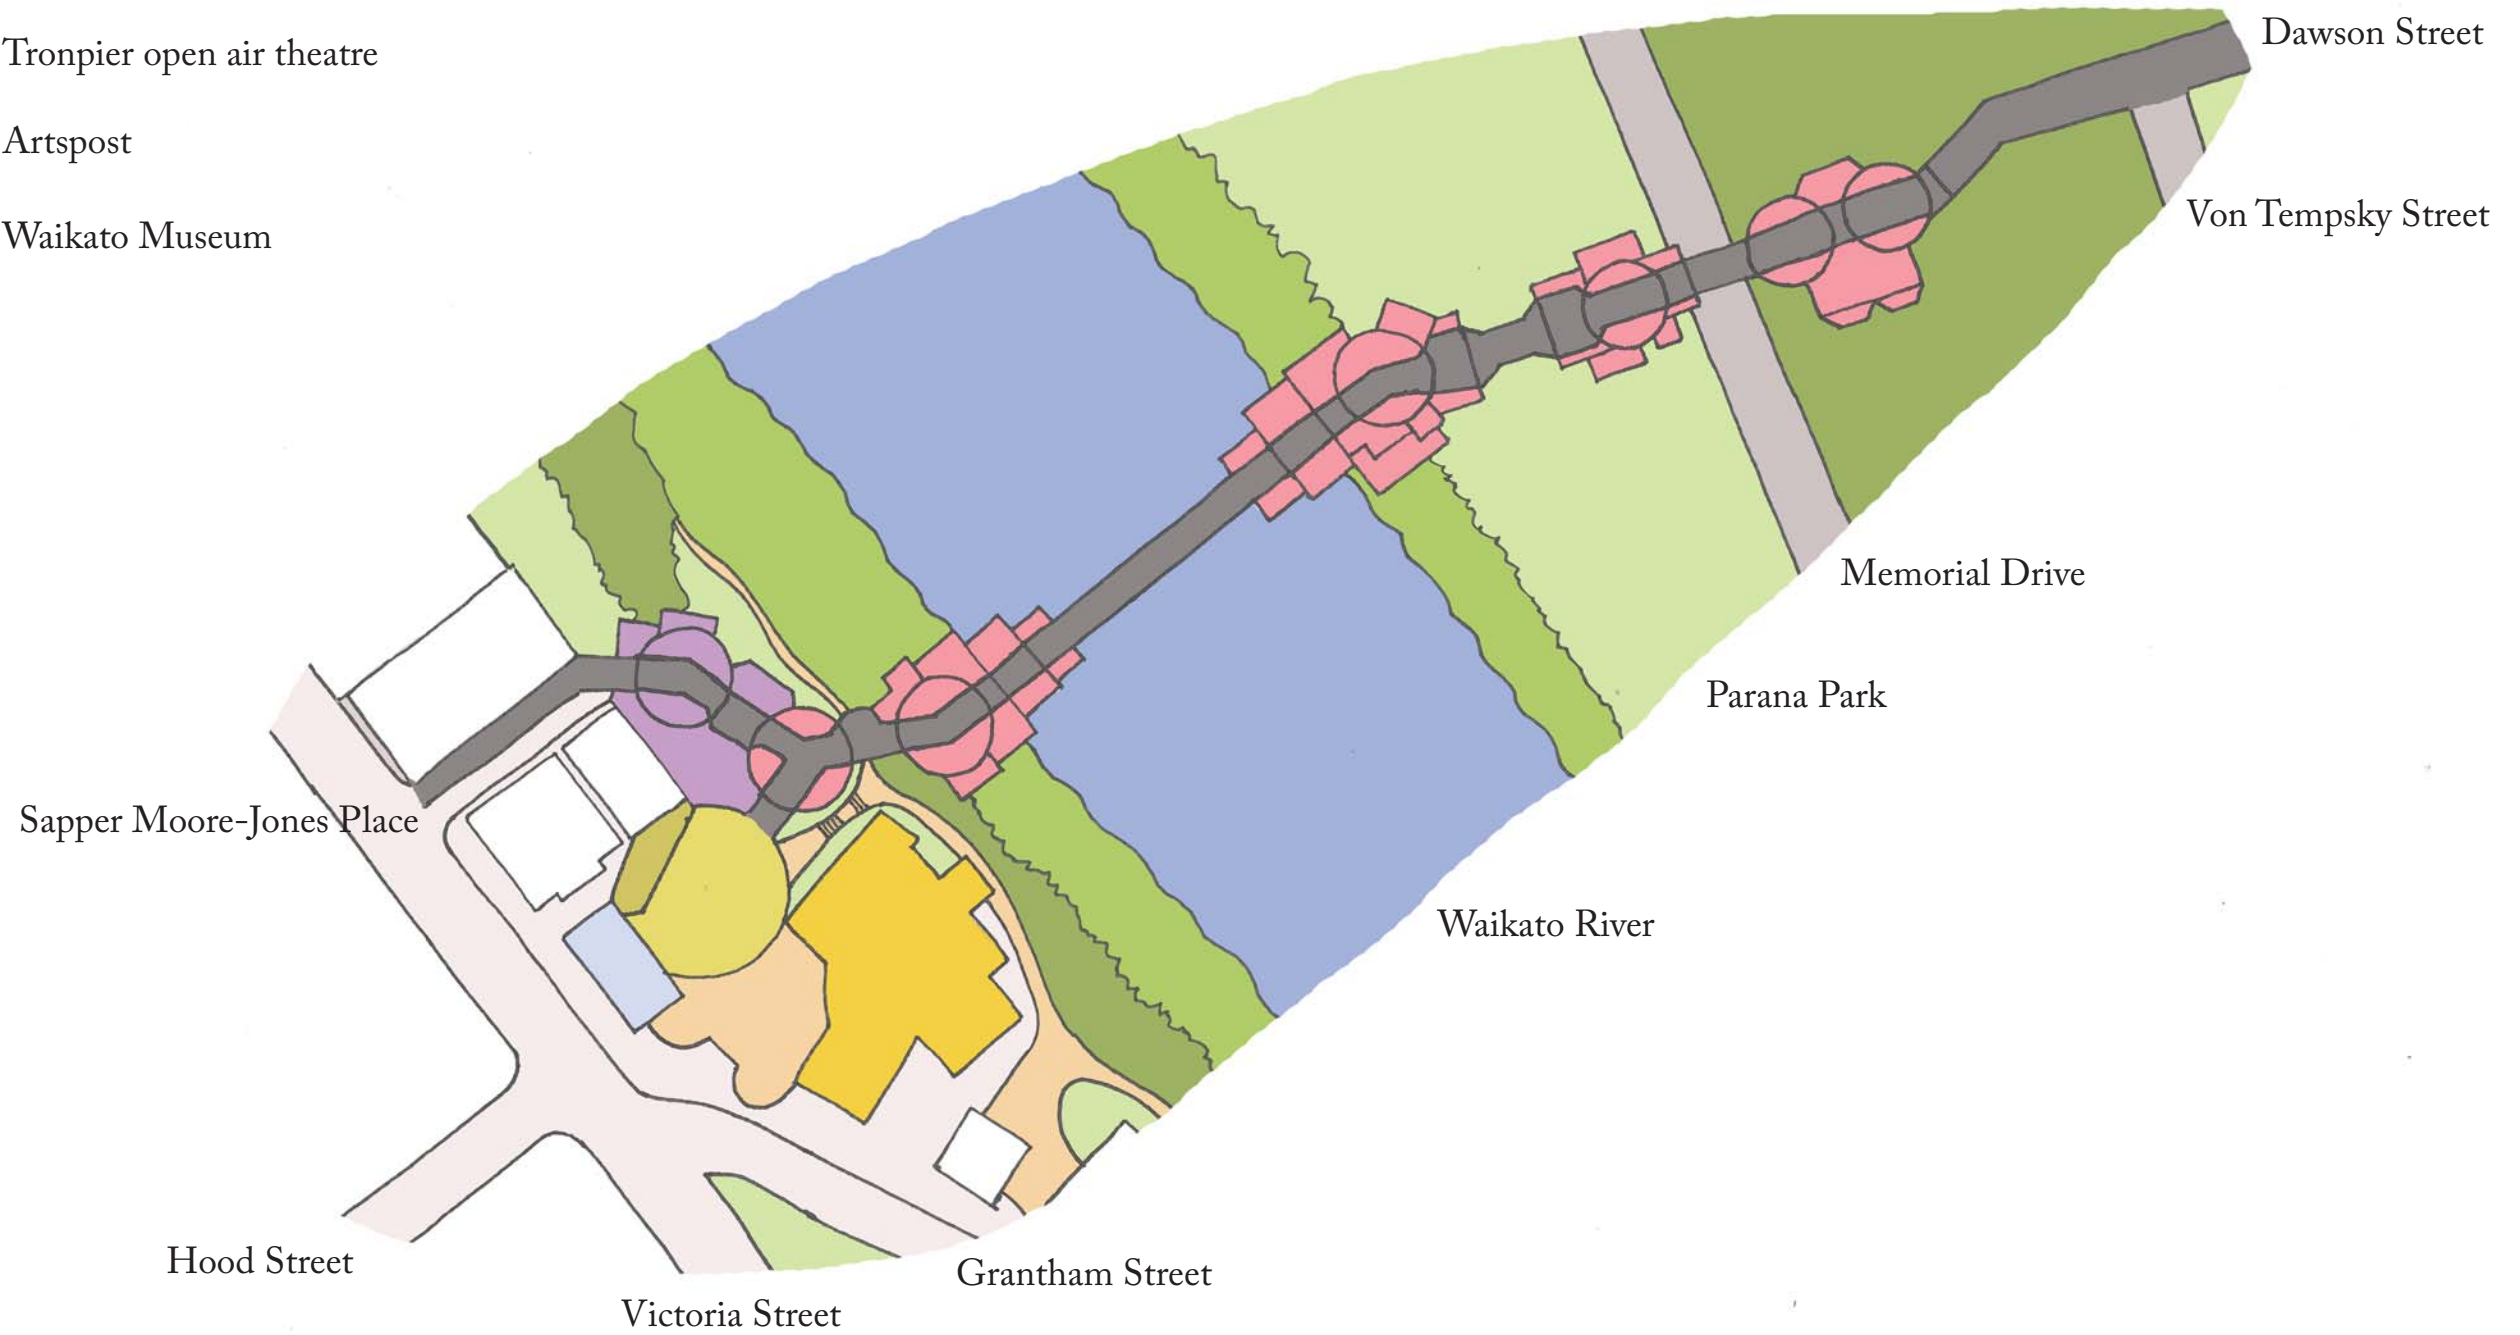 Tronpier open air theatre
Artspost
Waikato Museum
Dawson Street
Von Tempsky Street
Memorial Drive
Parana Park
Sapper Moore-Jones Place
Waikato River
Hood Street
Grantham Street
Victoria Street